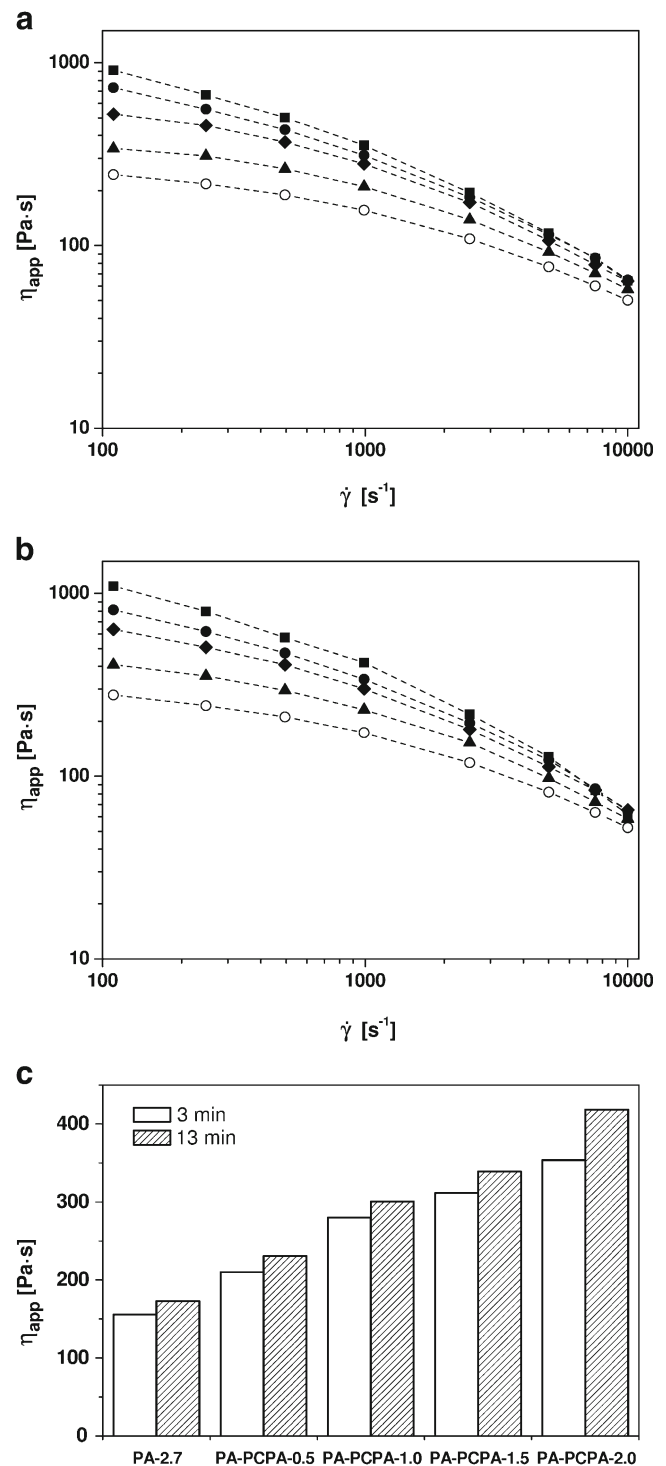 a
1000
100
10
η_app [Pa·s]
100 1000 10000
γ̇ [s⁻¹]
b
1000
100
10
η_app [Pa·s]
100 1000 10000
γ̇ [s⁻¹]
c
3 min
13 min
400
300
200
100
0
η_app [Pa·s]
PA-2.7 PA-PCPA-0.5 PA-PCPA-1.0 PA-PCPA-1.5 PA-PCPA-2.0